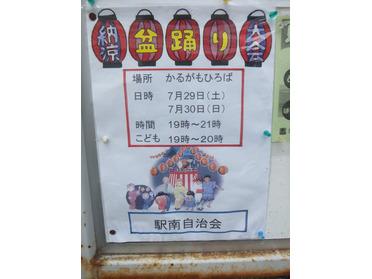 納涼 盆踊り 大会
場所 かるがもひろば
日時 7月29日(土)
7月30日(日)
時間 19時~21時
こども 19時~20時
駅南自治会